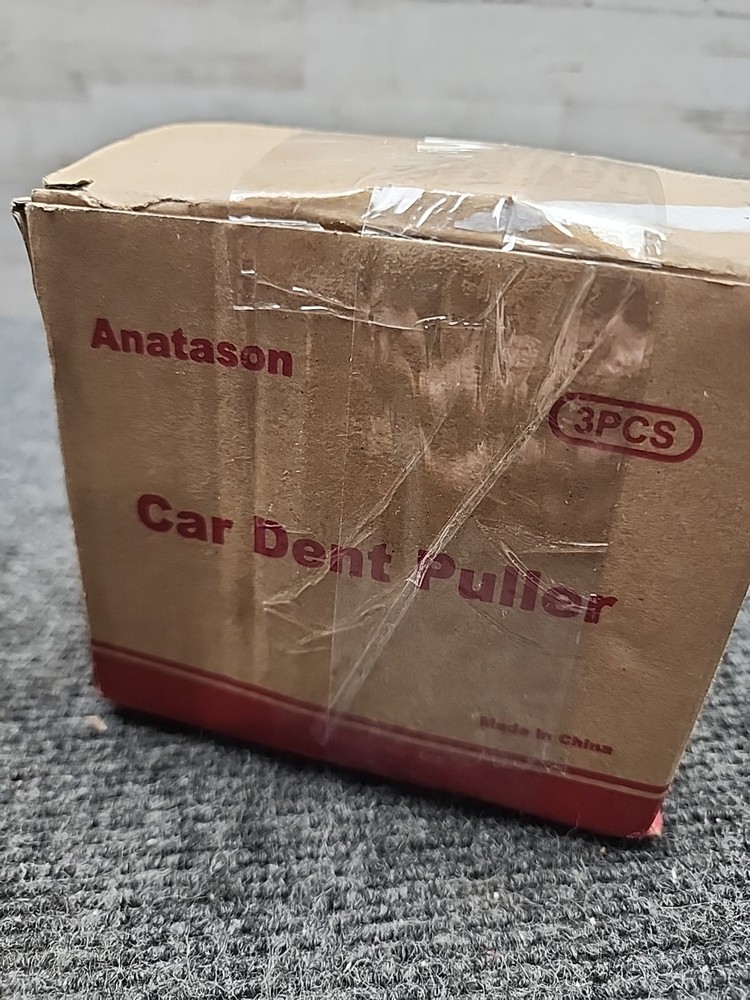 Anatason
3PCS
Car Dent Puller
Made in China